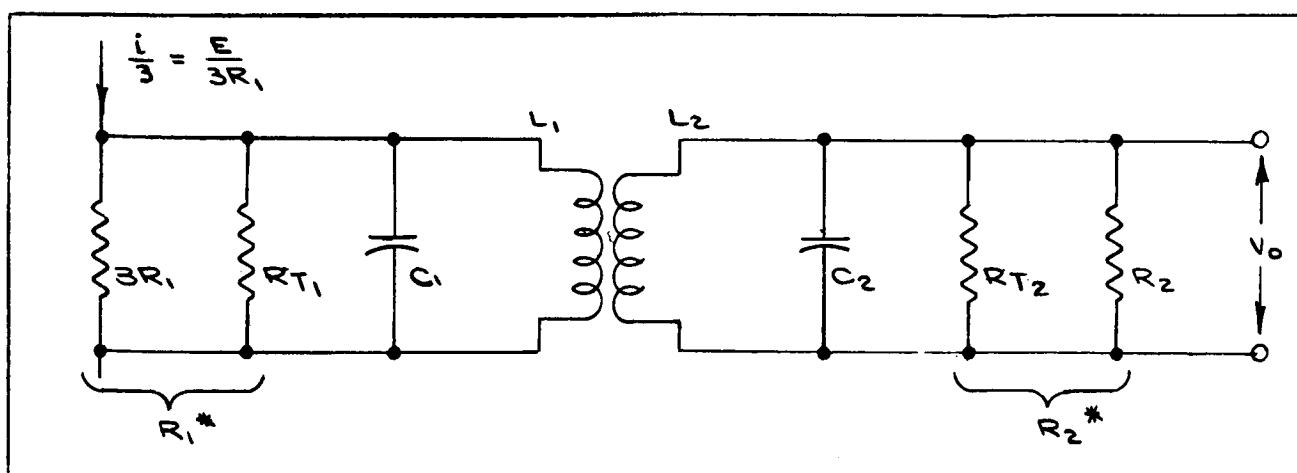 i/3 = E/3R₁
L₁
L₂
3R₁
RT₁
C₁
C₂
RT₂
R₂
V₀
R₁*
R₂*